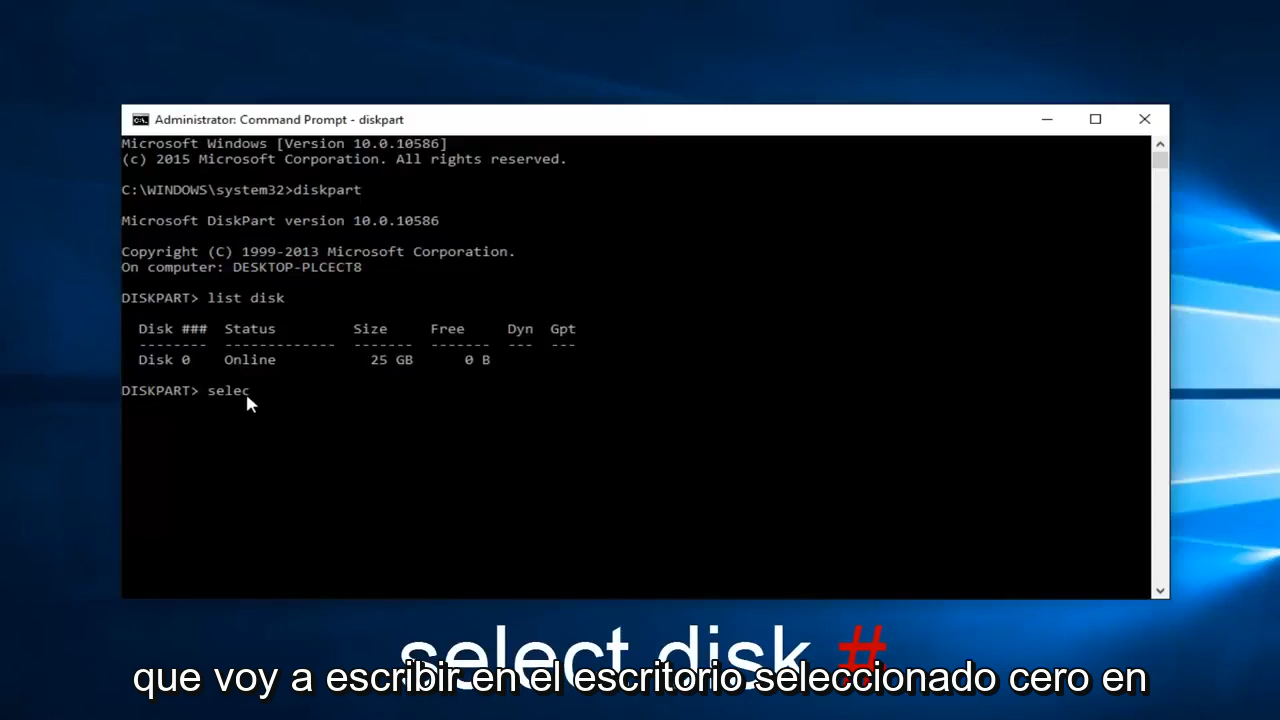 Administrator: Command Prompt - diskpart
Microsoft Windows [Version 10.0.10586]
(c) 2015 Microsoft Corporation. All rights reserved.
C:\WINDOWS\system32>diskpart
Microsoft DiskPart version 10.0.10586
Copyright (C) 1999-2013 Microsoft Corporation.
On computer: DESKTOP-PLCECT8
DISKPART> list disk
Disk ### Status Size Free Dyn Gpt
-------- ------------- ------- ------- --- ---
Disk 0 Online 25 GB 0 B
DISKPART> selec
select disk #
que voy a escribir en el escritorio seleccionado cero en